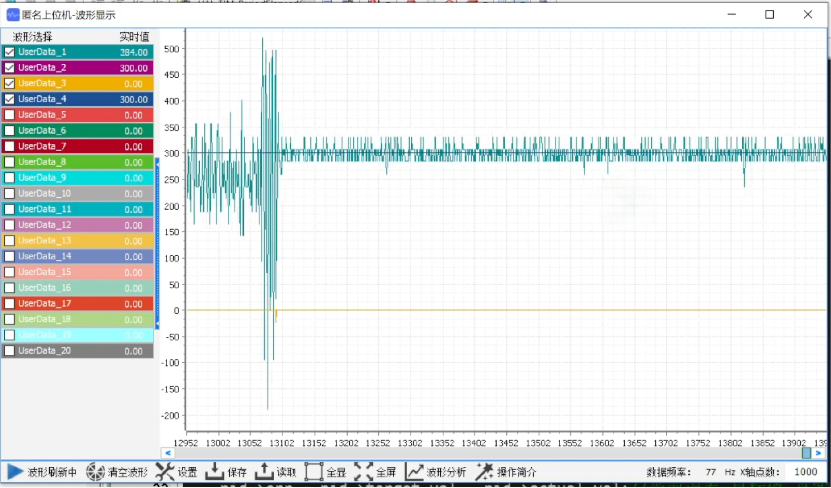 匿名上位机-波形显示
波形选择 实时值
UserData_1 284.00
UserData_2 300.00
UserData_3 0.00
UserData_4 300.00
UserData_5 0.00
UserData_6 0.00
UserData_7 0.00
UserData_8 0.00
UserData_9 0.00
UserData_10 0.00
UserData_11 0.00
UserData_12 0.00
UserData_13 0.00
UserData_14 0.00
UserData_15 0.00
UserData_16 0.00
UserData_17 0.00
UserData_18 0.00
0.00
UserData_20 0.00
500
450
400
350
300
250
200
150
100
50
0
-50
-100
-150
-200
12952 13002 13052 13102 13152 13202 13252 13302 13352 13402 13452 13502 13552 13602 13652 13702 13752 13802 13852 13902 139
波形刷新中 清空波形 设置 保存 读取 全显 全屏 波形分析 操作简介 数据频率: 77 Hz X轴点数: 1000